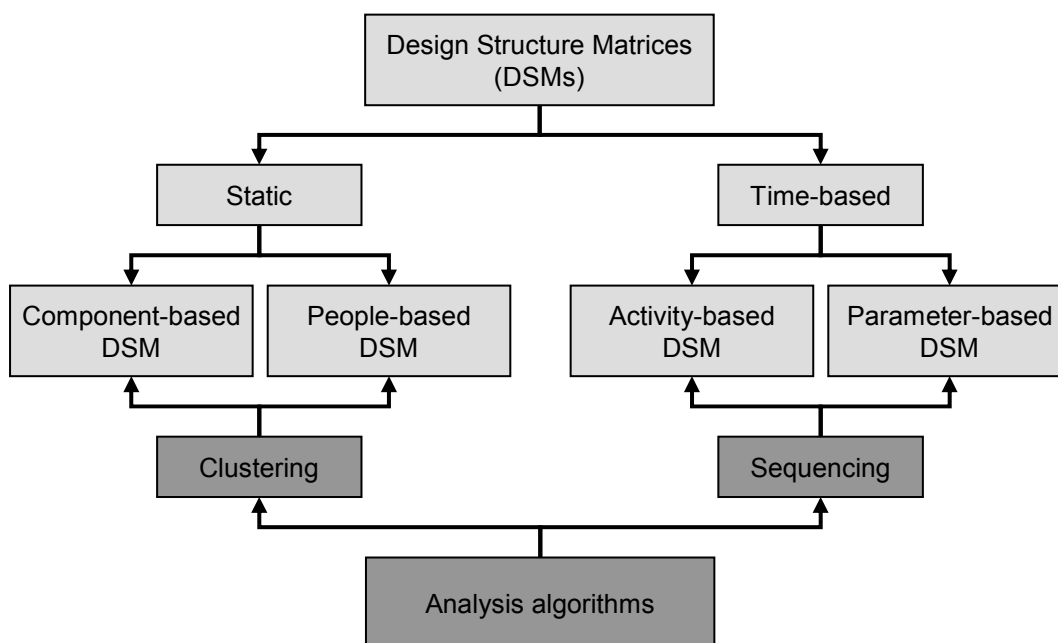 Design Structure Matrices
(DSMs)
Static
Time-based
Component-based
DSM
People-based
DSM
Activity-based
DSM
Parameter-based
DSM
Clustering
Sequencing
Analysis algorithms